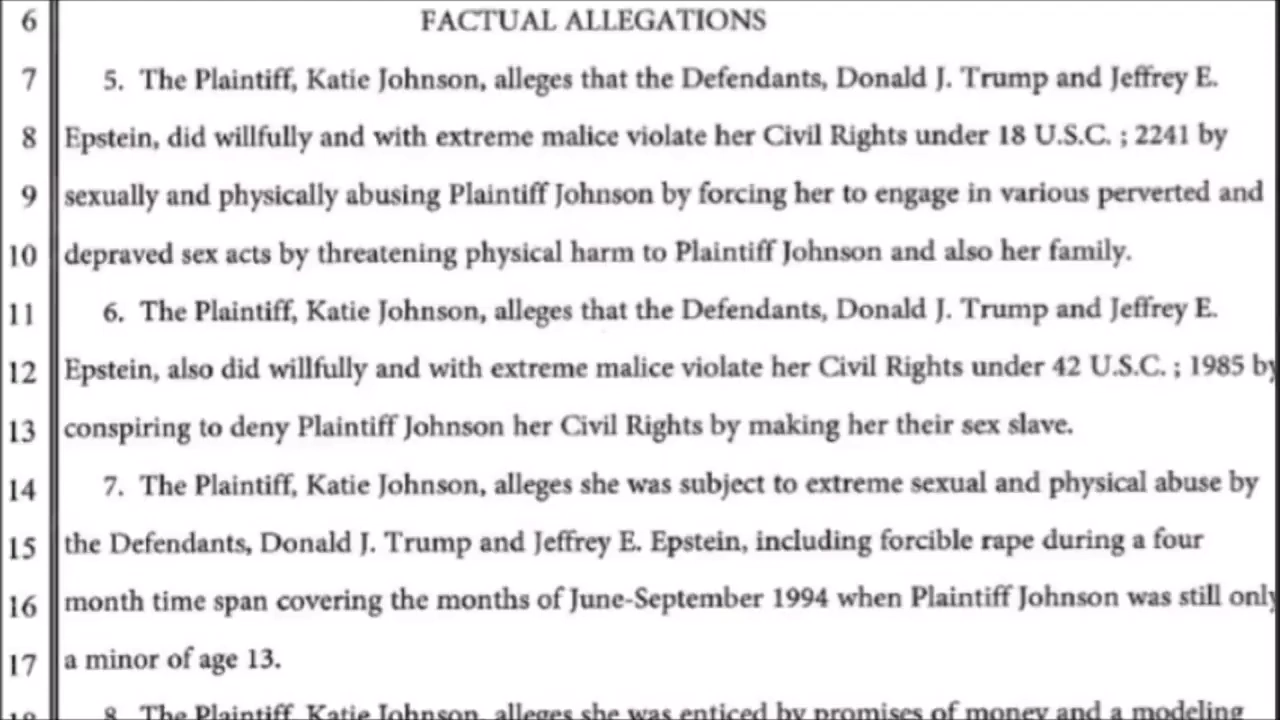 6 FACTUAL ALLEGATIONS
7 5. The Plaintiff, Katie Johnson, alleges that the Defendants, Donald J. Trump and Jeffrey E.
8 Epstein, did willfully and with extreme malice violate her Civil Rights under 18 U.S.C. ; 2241 by
9 sexually and physically abusing Plaintiff Johnson by forcing her to engage in various perverted and
10 depraved sex acts by threatening physical harm to Plaintiff Johnson and also her family.
11 6. The Plaintiff, Katie Johnson, alleges that the Defendants, Donald J. Trump and Jeffrey E.
12 Epstein, also did willfully and with extreme malice violate her Civil Rights under 42 U.S.C. ; 1985 by
13 conspiring to deny Plaintiff Johnson her Civil Rights by making her their sex slave.
14 7. The Plaintiff, Katie Johnson, alleges she was subject to extreme sexual and physical abuse by
15 the Defendants, Donald J. Trump and Jeffrey E. Epstein, including forcible rape during a four
16 month time span covering the months of June-September 1994 when Plaintiff Johnson was still only
17 a minor of age 13.
18 8. The Plaintiff, Katie Johnson, alleges she was enticed by promises of money and a modeling